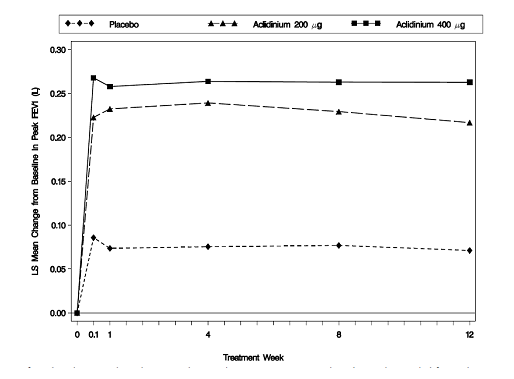 Placebo Aclidinium 200 μg Aclidinium 400 μg
LS Mean Change from Baseline in Peak FEV1 (L)
0.30
0.25
0.20
0.15
0.10
0.05
0.00
0 0.1 1 4 8 12
Treatment Week